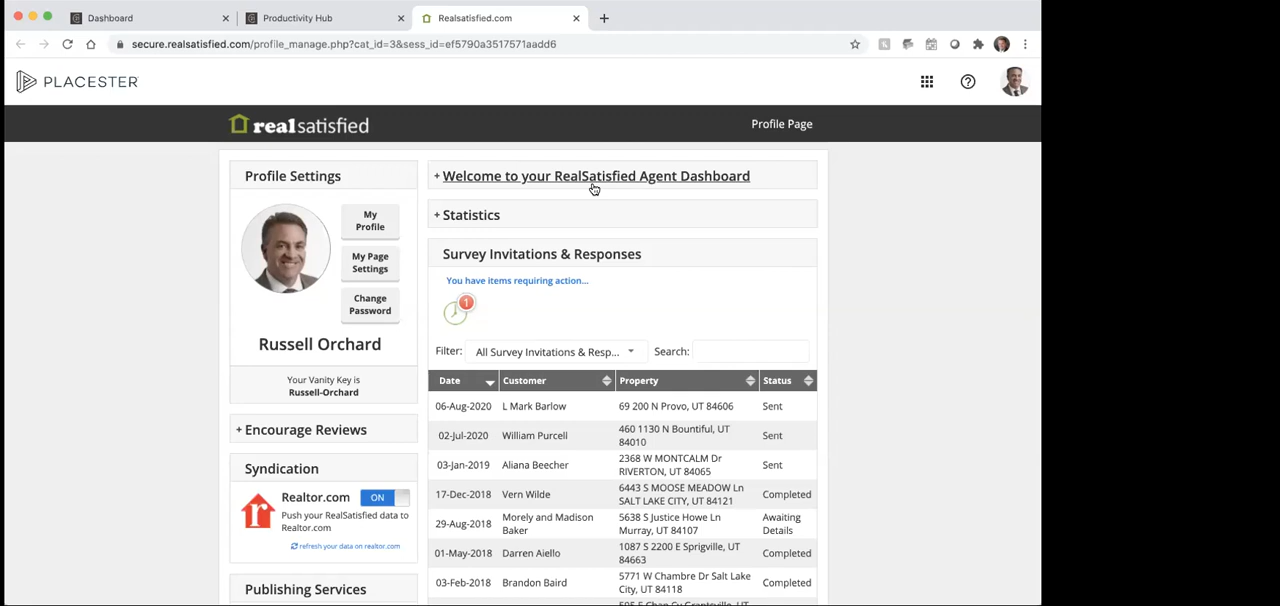 Dashboard
Productivity Hub
Realsatisfied.com
secure.realsatisfied.com/profile_manage.php?cat_id=3&sess_id=ef5790a3517571aadd6
PLACESTER
realsatisfied
Profile Page
Profile Settings
My
Profile
My Page
Settings
Change
Password
Russell Orchard
Your Vanity Key is
Russell-Orchard
+ Encourage Reviews
Syndication
Realtor.com
ON
Push your RealSatisfied data to
Realtor.com
refresh your data on realtor.com
Publishing Services
+ Welcome to your RealSatisfied Agent Dashboard
+ Statistics
Survey Invitations & Responses
You have items requiring action...
1
Filter: All Survey Invitations & Resp... Search:
Date Customer Property Status
06-Aug-2020 L Mark Barlow 69 200 N Provo, UT 84606 Sent
02-Jul-2020 William Purcell 460 1130 N Bountiful, UT
84010 Sent
03-Jan-2019 Aliana Beecher 2368 W MONTCALM Dr
RIVERTON, UT 84065 Sent
17-Dec-2018 Vern Wilde 6443 S MOOSE MEADOW Ln
SALT LAKE CITY, UT 84121 Completed
29-Aug-2018 Morely and Madison
Baker 5638 S Justice Howe Ln
Murray, UT 84107 Awaiting
Details
01-May-2018 Darren Aiello 1087 S 2200 E Sprigville, UT
84663 Completed
03-Feb-2018 Brandon Baird 5771 W Chambre Dr Salt Lake
City, UT 84118 Completed